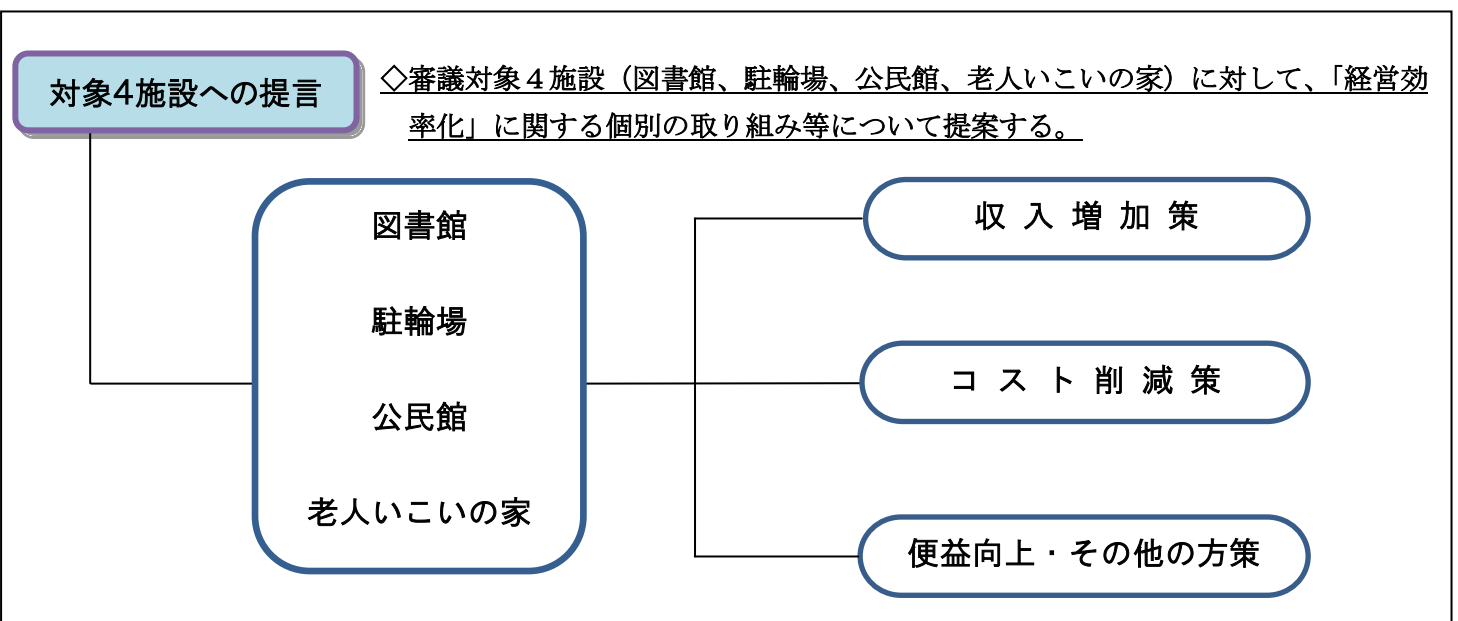 対象4施設への提言
◇審議対象４施設（図書館、駐輪場、公民館、老人いこいの家）に対して、「経営効
率化」に関する個別の取り組み等について提案する。
図書館
駐輪場
公民館
老人いこいの家
収入増加策
コスト削減策
便益向上・その他の方策